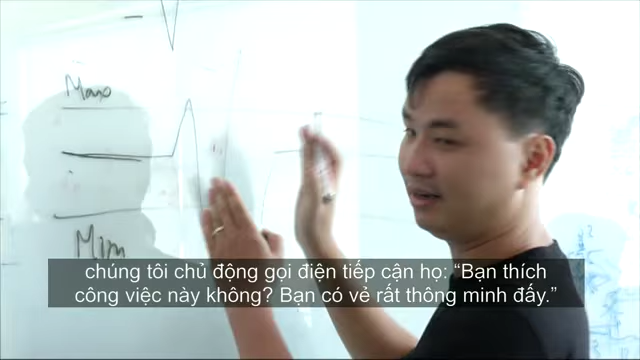 Max
Min
chúng tôi chủ động gọi điện tiếp cận họ: “Bạn thích
công việc này không? Bạn có vẻ rất thông minh đấy.”